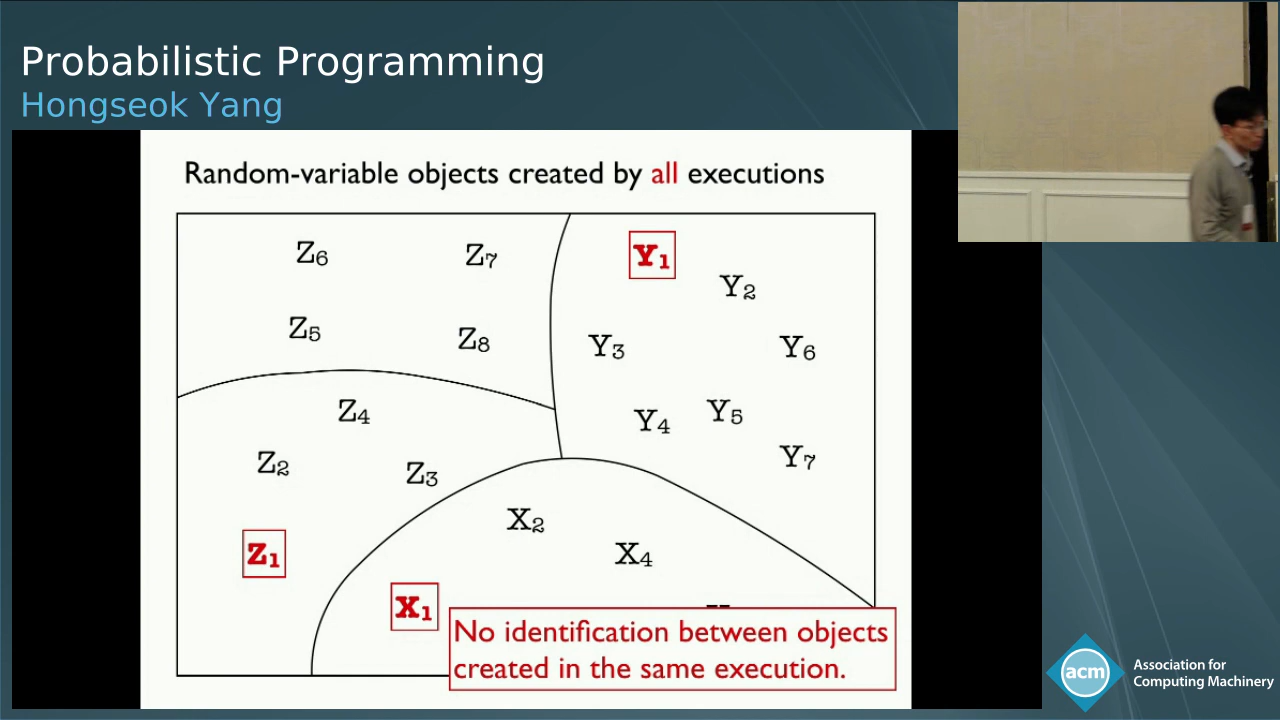 Probabilistic Programming
Hongseok Yang
Random-variable objects created by all executions
Z6 Z7 Y1
Y2
Z5 Z8 Y3 Y6
Z4 Y4 Y5
Z2 Z3 Y7
X2
Z1 X4
X1
No identification between objects
created in the same execution.
acm Association for
Computing Machinery